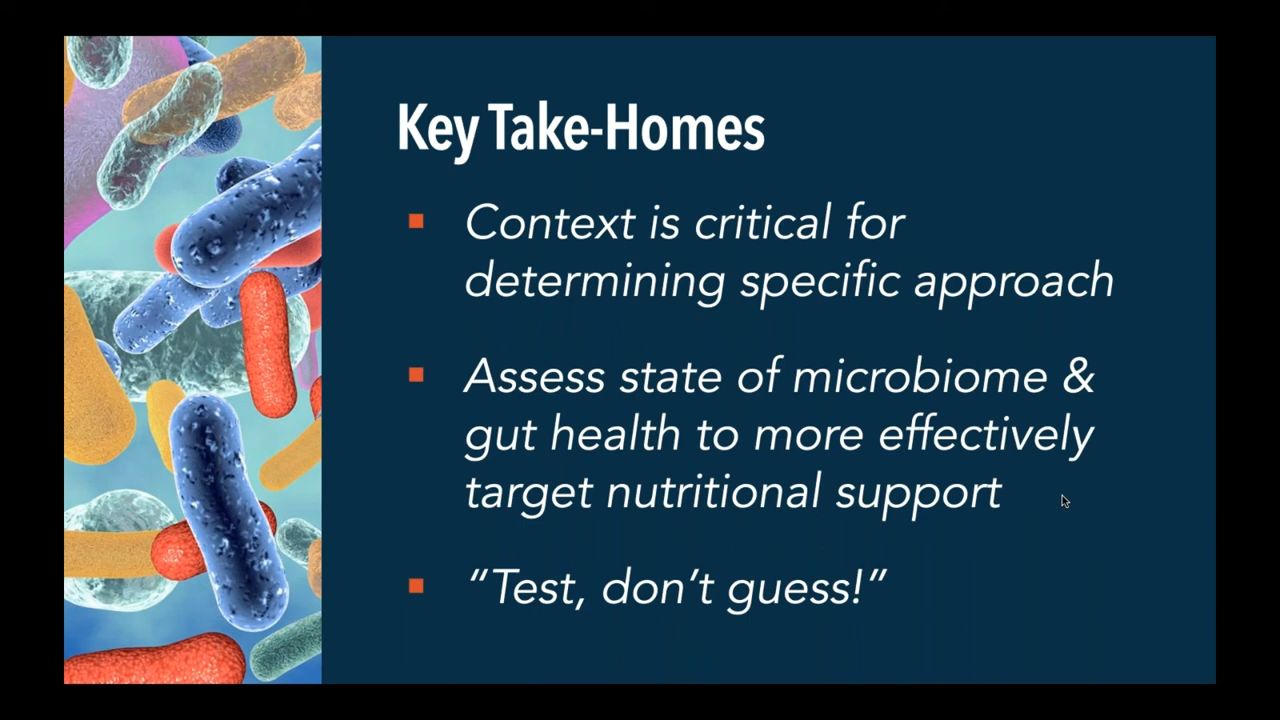 Key Take-Homes
▪ Context is critical for
determining specific approach
▪ Assess state of microbiome &
gut health to more effectively
target nutritional support
▪ “Test, don’t guess!”